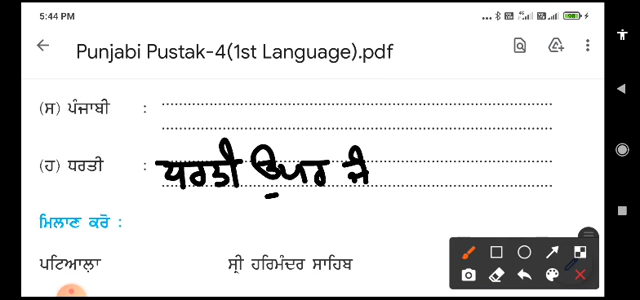 5:44 PM
Punjabi Pustak-4(1st Language).pdf
(ਸ) ਪੰਜਾਬੀ :
(ਹ) ਧਰਤੀ : ਧਰਤੀ ਉਪਰ ਜੋ
ਮਿਲਾਣ ਕਰੋ :
ਪਟਿਆਲਾ ਸ੍ਰੀ ਹਰਿਮੰਦਰ ਸਾਹਿਬ